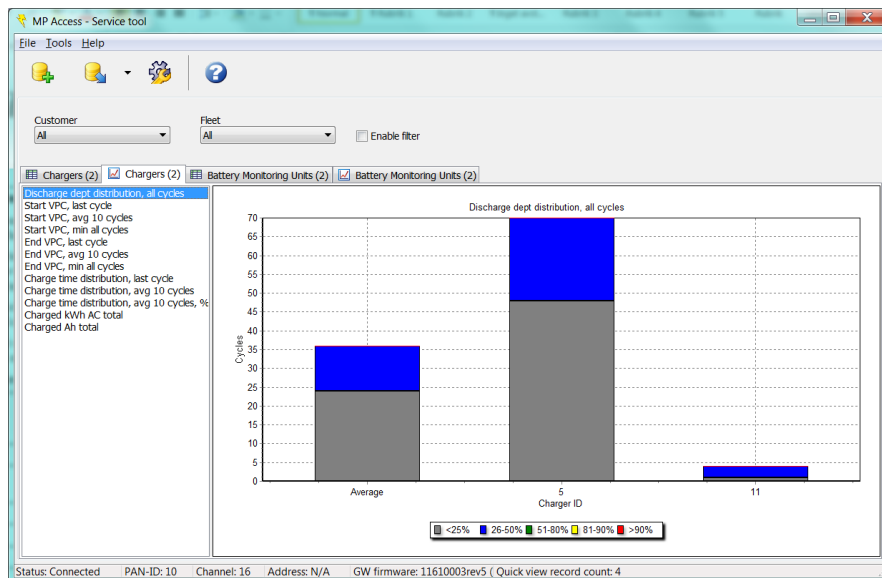 MP Access - Service tool
File Tools Help
Customer
Fleet
All
All
Enable filter
Chargers (2)
Chargers (2)
Battery Monitoring Units (2)
Battery Monitoring Units (2)
Discharge dept distribution, all cycles
Start VPC, last cycle
Start VPC, avg 10 cycles
Start VPC, min all cycles
End VPC, last cycle
End VPC, avg 10 cycles
End VPC, min all cycles
Charge time distribution, last cycle
Charge time distribution, avg 10 cycles
Charge time distribution, avg 10 cycles, %
Charged kWh AC total
Charged Ah total
Discharge dept distribution, all cycles
70
65
60
55
50
45
40
35
30
25
20
15
10
5
0
Cycles
Average
5
11
Charger ID
<25%
26-50%
51-80%
81-90%
>90%
Status: Connected PAN-ID: 10 Channel: 16 Address: N/A GW firmware: 11610003rev5 ( Quick view record count: 4